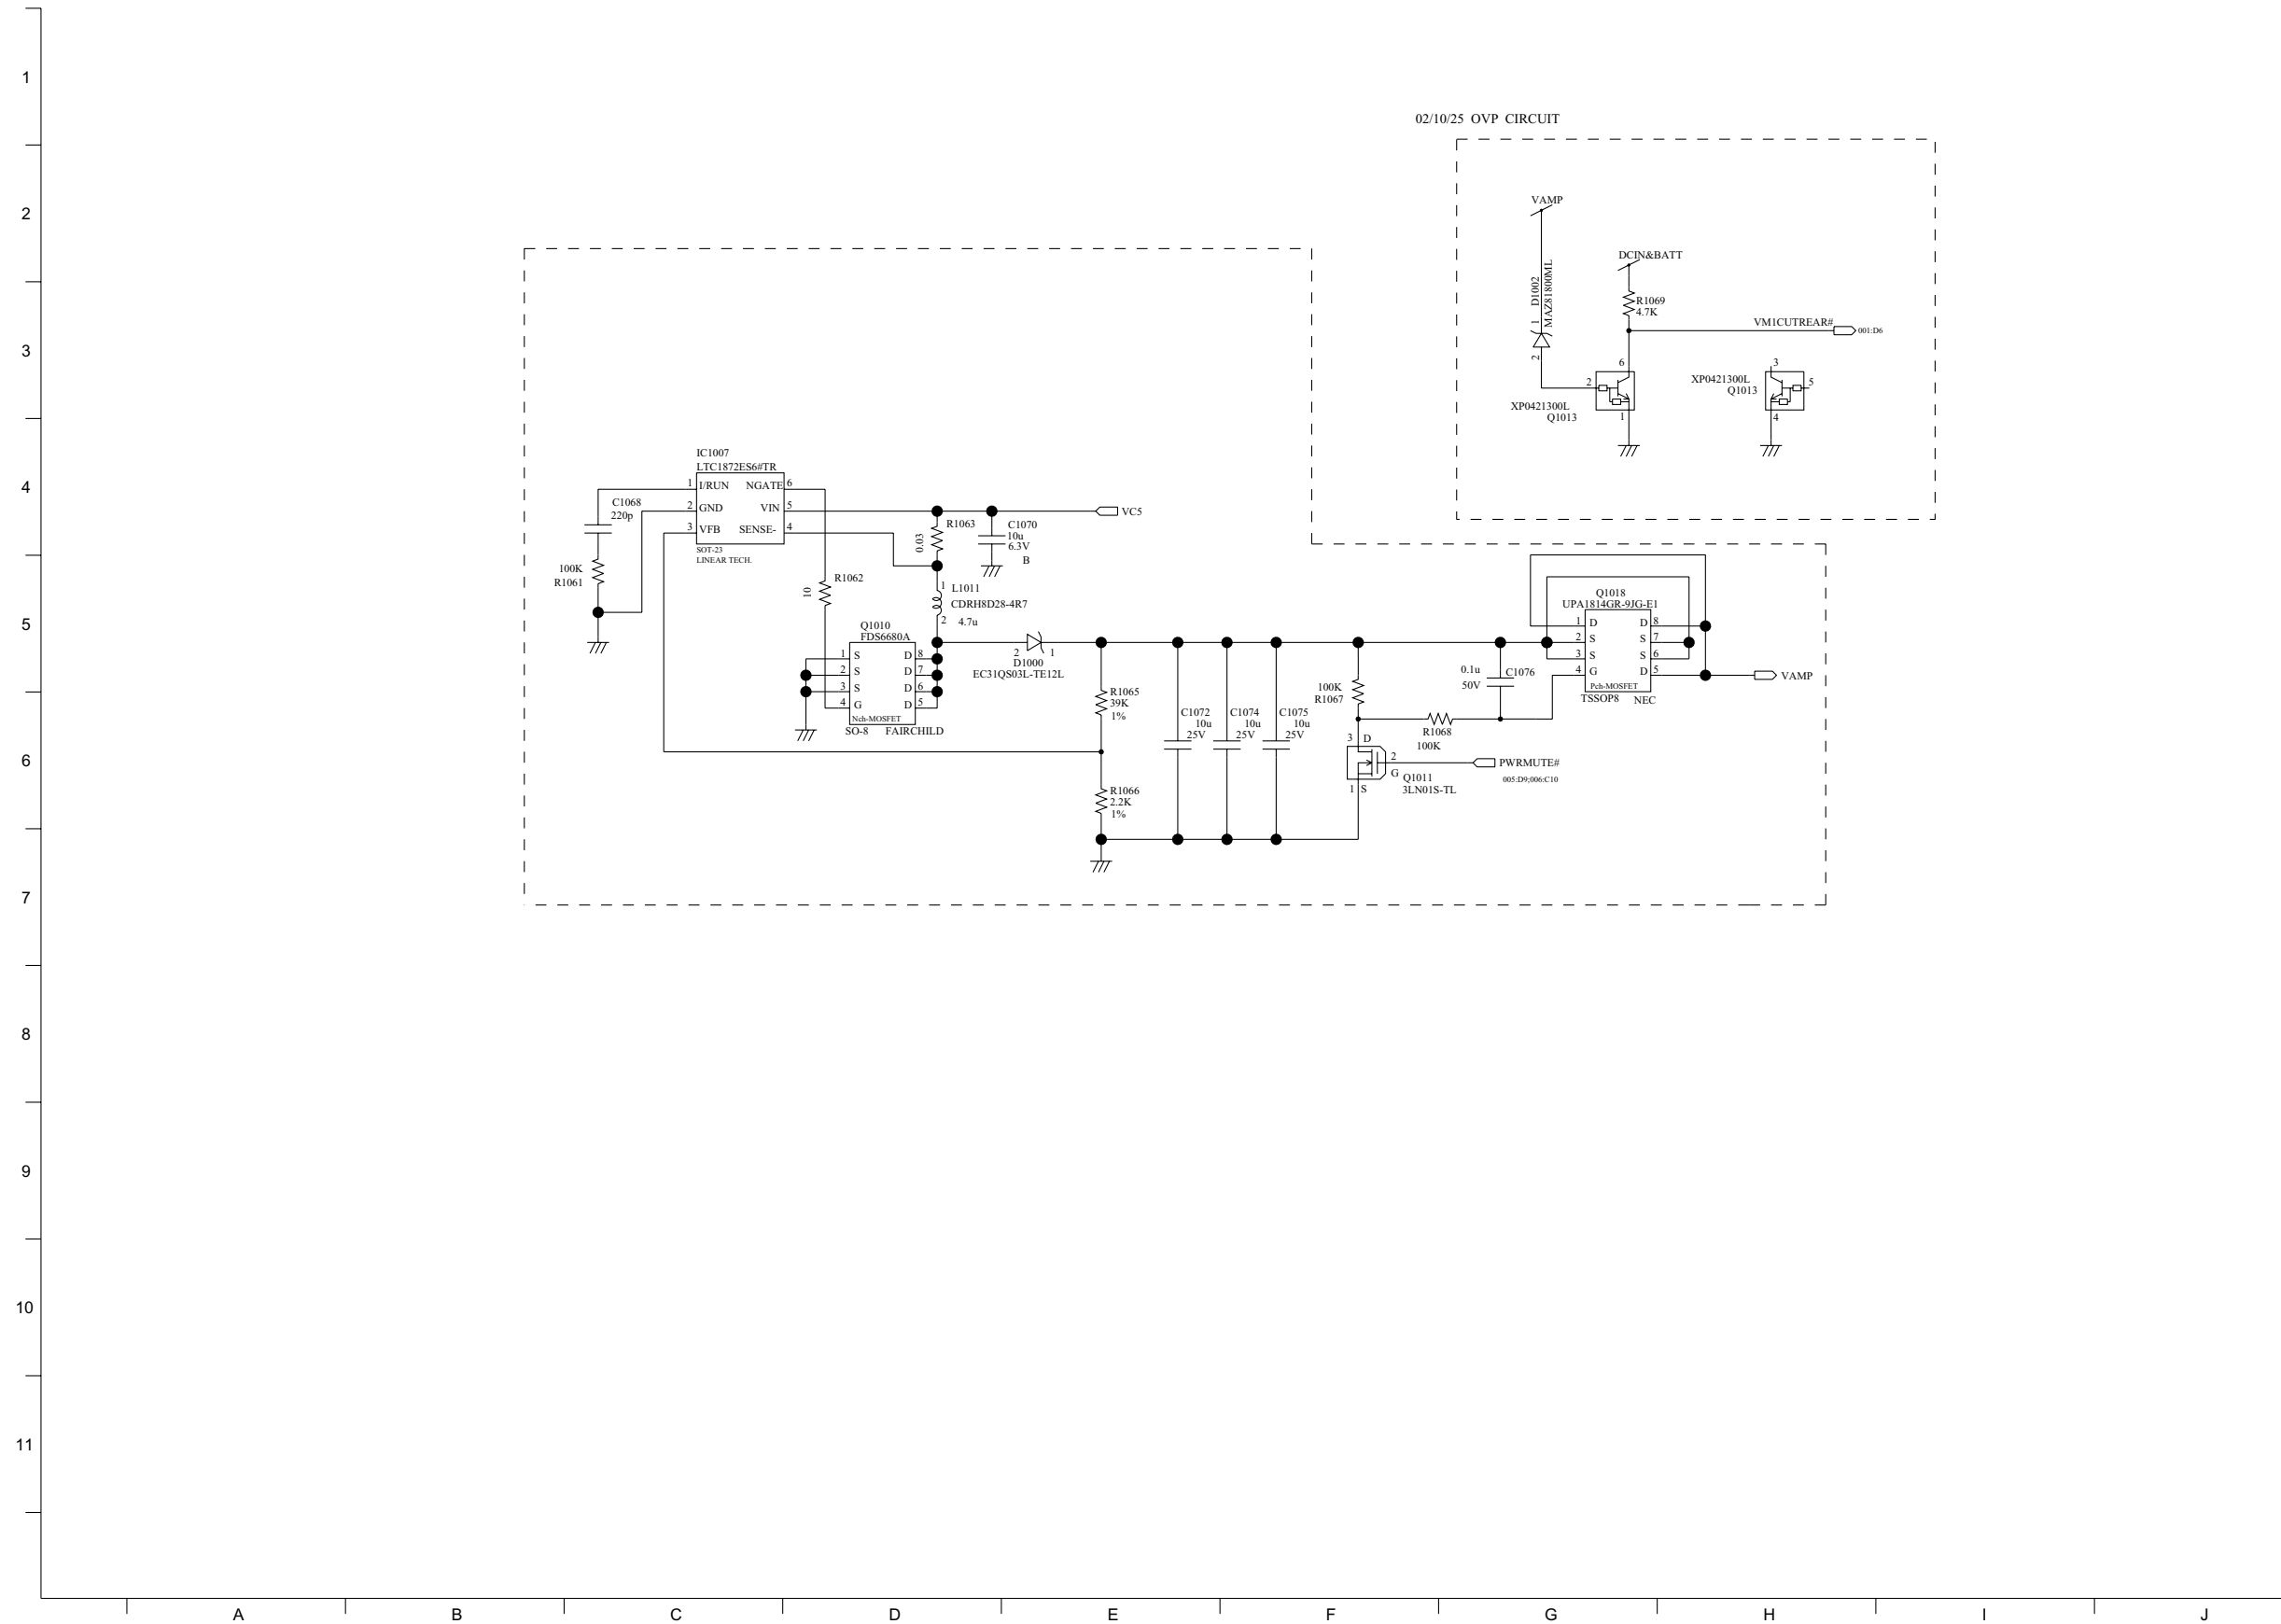 02/10/25 OVP CIRCUIT
VAMP
D1002
MAZ81800ML
1
2
DCIN&BATT
R1069
4.7K
VM1CUTREAR#
001:D6
6
2
1
XP0421300L
Q1013
3
5
4
XP0421300L
Q1013
IC1007
LTC1872ES6#TR
1 I/RUN NGATE 6
2 GND VIN 5
3 VFB SENSE- 4
SOT-23
LINEAR TECH.
C1068
220p
100K
R1061
R1062
10
R1063
0.03
C1070
10u
6.3V
B
VC5
1 L1011
CDRH8D28-4R7
2 4.7u
Q1010
FDS6680A
1 S D 8
2 S D 7
3 S D 6
4 G D 5
Nch-MOSFET
SO-8 FAIRCHILD
2 1
D1000
EC31QS03L-TE12L
R1065
39K
1%
R1066
2.2K
1%
C1072
10u
25V
C1074
10u
25V
C1075
10u
25V
100K
R1067
R1068
100K
3 D
2
G
1 S
Q1011
3LN01S-TL
PWRMUTE#
005:D9;006:C10
0.1u
50V
C1076
Q1018
UPA1814GR-9JG-E1
1 D D 8
2 S S 7
3 S S 6
4 G D 5
Pch-MOSFET
TSSOP8 NEC
VAMP
1
2
3
4
5
6
7
8
9
10
11
A B C D E F G H I J